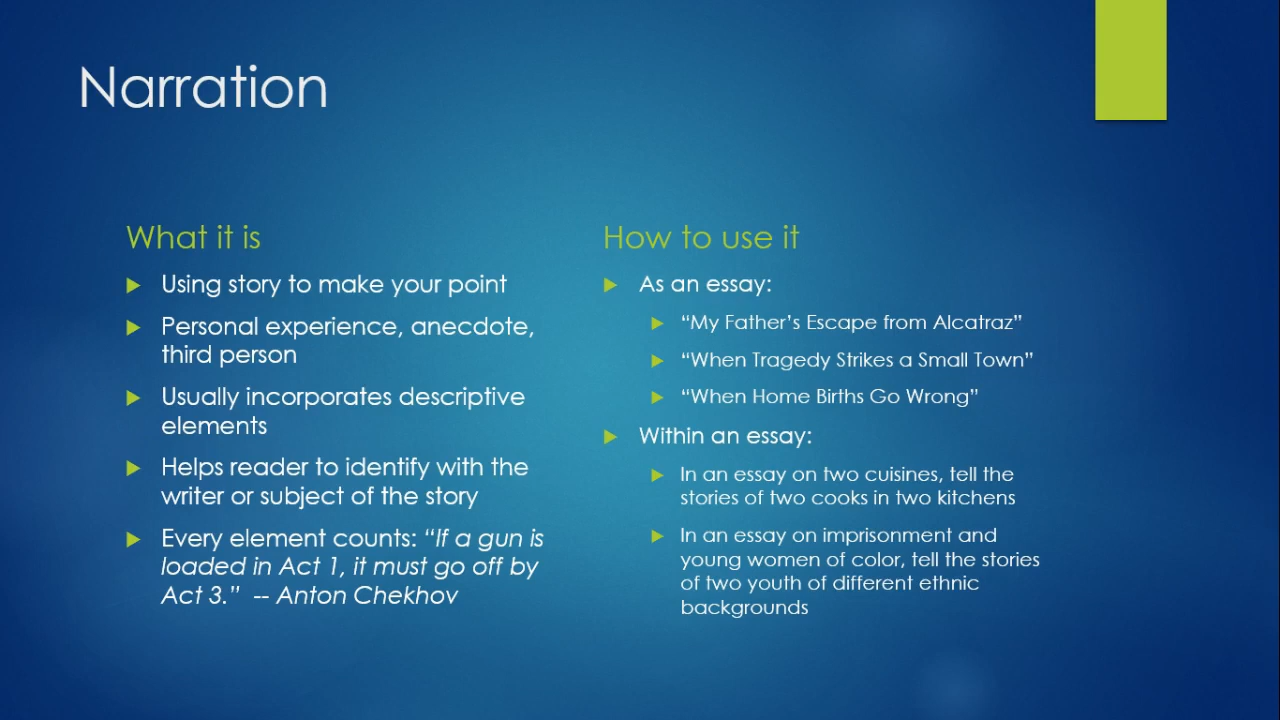 Narration
What it is
Using story to make your point
Personal experience, anecdote,
third person
Usually incorporates descriptive
elements
Helps reader to identify with the
writer or subject of the story
Every element counts: “If a gun is
loaded in Act 1, it must go off by
Act 3.”  -- Anton Chekhov
How to use it
As an essay:
“My Father’s Escape from Alcatraz”
“When Tragedy Strikes a Small Town”
“When Home Births Go Wrong”
Within an essay:
In an essay on two cuisines, tell the
stories of two cooks in two kitchens
In an essay on imprisonment and
young women of color, tell the stories
of two youth of different ethnic
backgrounds